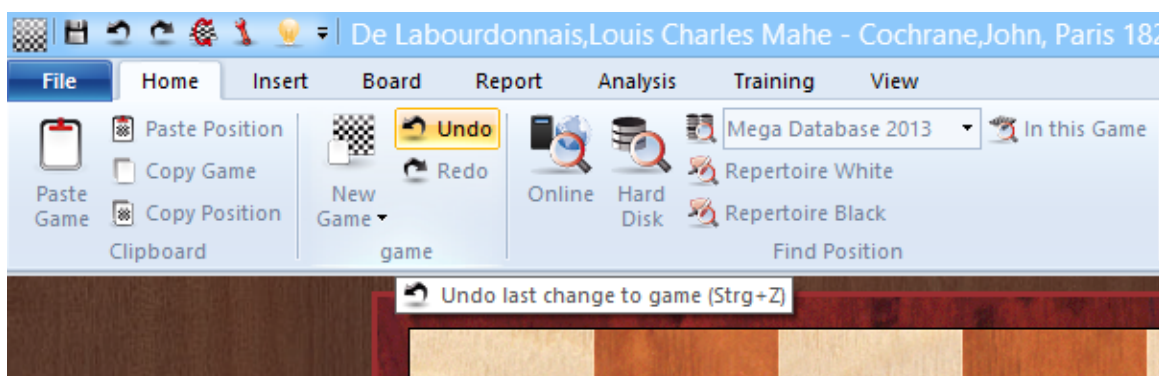 De Labourdonnais,Louis Charles Mahe - Cochrane,John, Paris 182
File Home Insert Board Report Analysis Training View
Paste Game
Paste Position
Copy Game
Copy Position
Clipboard
New Game
Undo
Redo
game
Online
Hard Disk
Mega Database 2013
Repertoire White
Repertoire Black
In this Game
Find Position
Undo last change to game (Strg+Z)